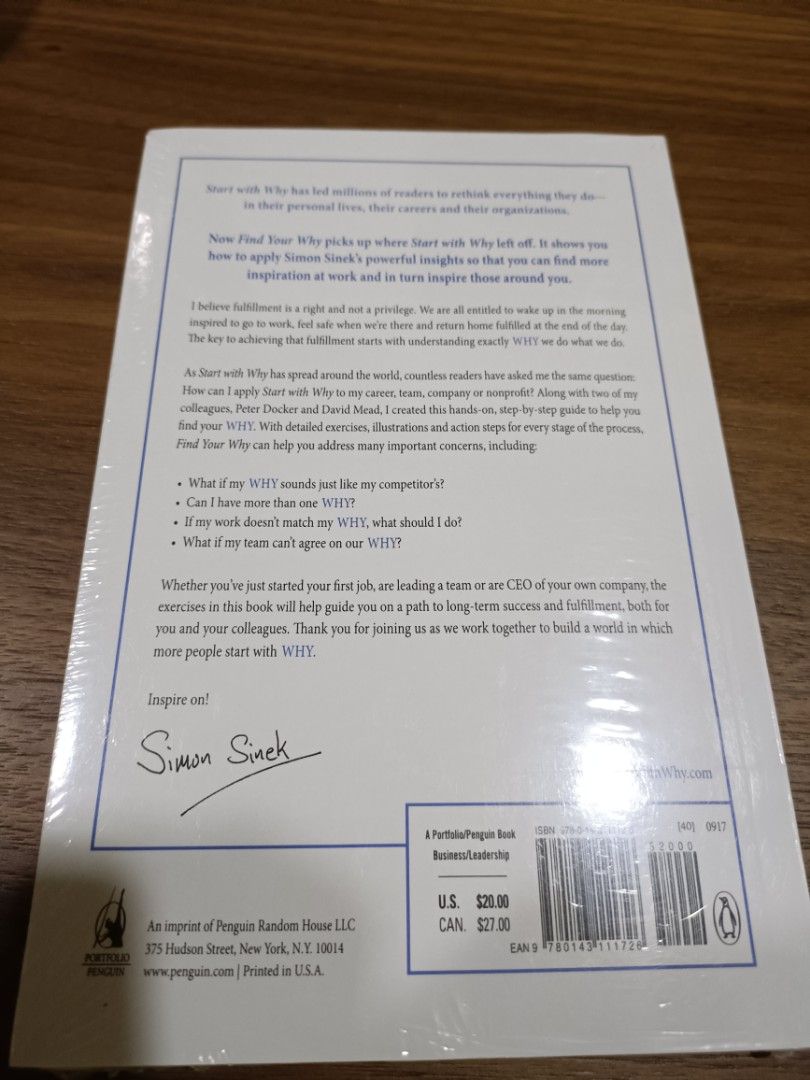 Start with Why has led millions of readers to rethink everything they do—
in their personal lives, their careers and their organizations.
Now Find Your Why picks up where Start with Why left off. It shows you
how to apply Simon Sinek's powerful insights so that you can find more
inspiration at work and in turn inspire those around you.
I believe fulfillment is a right and not a privilege. We are all entitled to wake up in the morning
inspired to go to work, feel safe when we're there and return home fulfilled at the end of the day.
The key to achieving that fulfillment starts with understanding exactly WHY we do what we do.
As Start with Why has spread around the world, countless readers have asked me the same question:
How can I apply Start with Why to my career, team, company or nonprofit? Along with two of my
colleagues, Peter Docker and David Mead, I created this hands-on, step-by-step guide to help you
find your WHY. With detailed exercises, illustrations and action steps for every stage of the process,
Find Your Why can help you address many important concerns, including:
• What if my WHY sounds just like my competitor's?
• Can I have more than one WHY?
• If my work doesn't match my WHY, what should I do?
• What if my team can't agree on our WHY?
Whether you've just started your first job, are leading a team or are CEO of your own company, the
exercises in this book will help guide you on a path to long-term success and fulfillment, both for
you and your colleagues. Thank you for joining us as we work together to build a world in which
more people start with WHY.
Inspire on!
Simon Sinek
A Portfolio/Penguin Book
Business/Leadership
U.S. $20.00
CAN. $27.00
ISBN
[40] 0917
52000
EAN 9 780143 111726
PORTFOLIO
PENGUIN
An imprint of Penguin Random House LLC
375 Hudson Street, New York, N.Y. 10014
www.penguin.com | Printed in U.S.A.